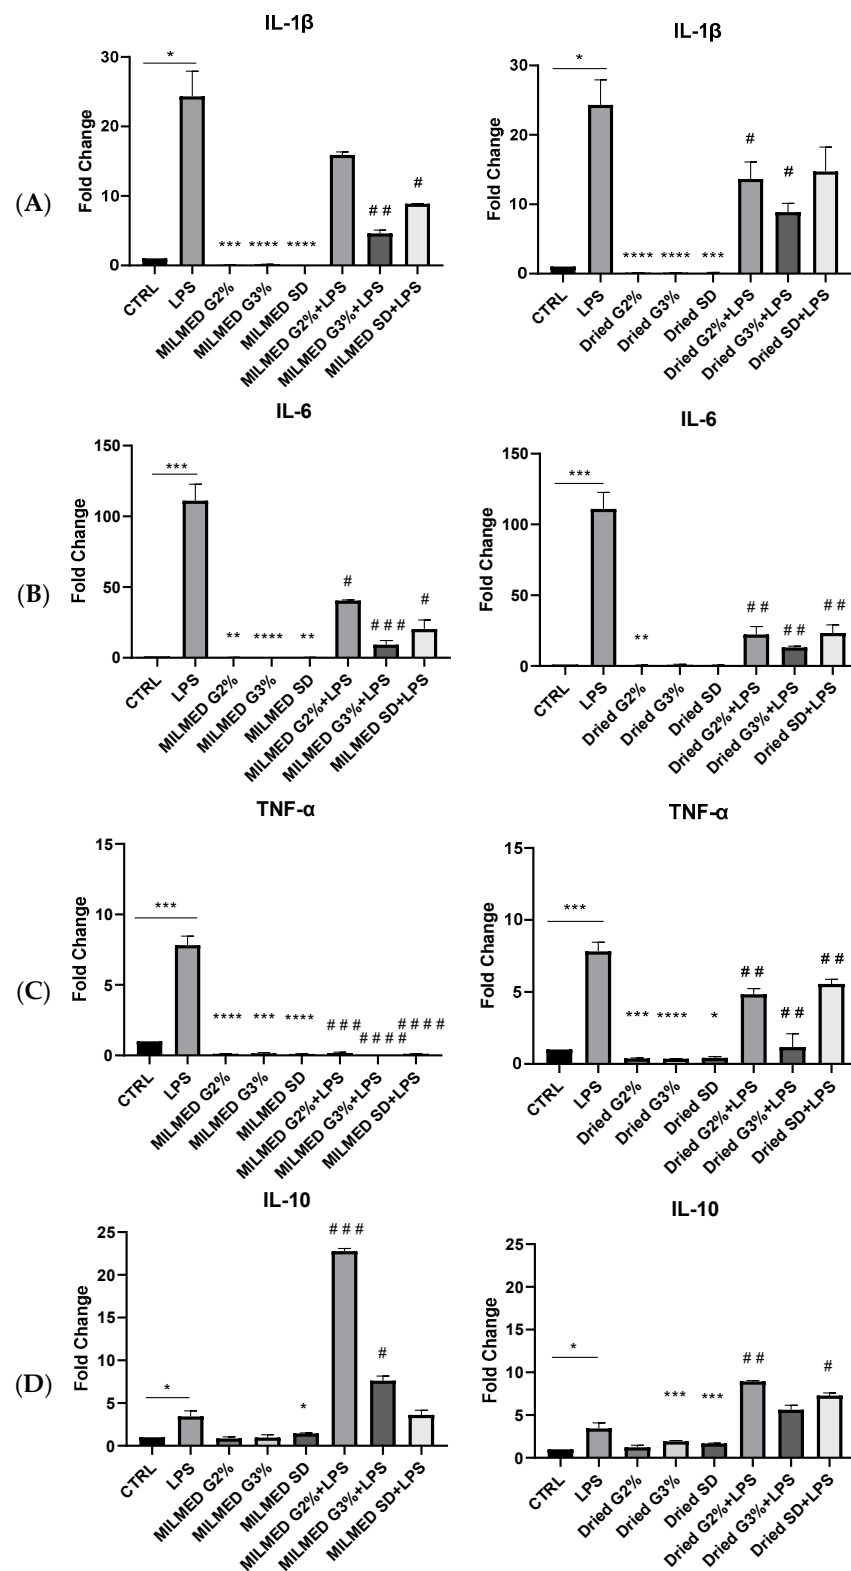 (A)
IL-1β
Fold Change
30
20
10
0
*
***
****
****
# #
#
CTRL
LPS
MILMED G2%
MILMED G3%
MILMED SD
MILMED G2%+LPS
MILMED G3%+LPS
MILMED SD+LPS
IL-1β
Fold Change
30
20
10
0
*
****
****
***
#
#
CTRL
LPS
Dried G2%
Dried G3%
Dried SD
Dried G2%+LPS
Dried G3%+LPS
Dried SD+LPS
(B)
IL-6
Fold Change
150
100
50
0
***
**
****
**
#
# # #
#
CTRL
LPS
MILMED G2%
MILMED G3%
MILMED SD
MILMED G2%+LPS
MILMED G3%+LPS
MILMED SD+LPS
IL-6
Fold Change
150
100
50
0
***
**
# #
# #
# #
CTRL
LPS
Dried G2%
Dried G3%
Dried SD
Dried G2%+LPS
Dried G3%+LPS
Dried SD+LPS
(C)
TNF-α
Fold Change
15
10
5
0
***
****
***
****
# # #
# # # #
# # # #
CTRL
LPS
MILMED G2%
MILMED G3%
MILMED SD
MILMED G2%+LPS
MILMED G3%+LPS
MILMED SD+LPS
TNF-α
Fold Change
15
10
5
0
***
***
****
*
# #
# #
# #
CTRL
LPS
Dried G2%
Dried G3%
Dried SD
Dried G2%+LPS
Dried G3%+LPS
Dried SD+LPS
(D)
IL-10
Fold Change
25
20
15
10
5
0
*
*
# # #
#
CTRL
LPS
MILMED G2%
MILMED G3%
MILMED SD
MILMED G2%+LPS
MILMED G3%+LPS
MILMED SD+LPS
IL-10
Fold Change
25
20
15
10
5
0
*
***
***
# #
#
CTRL
LPS
Dried G2%
Dried G3%
Dried SD
Dried G2%+LPS
Dried G3%+LPS
Dried SD+LPS